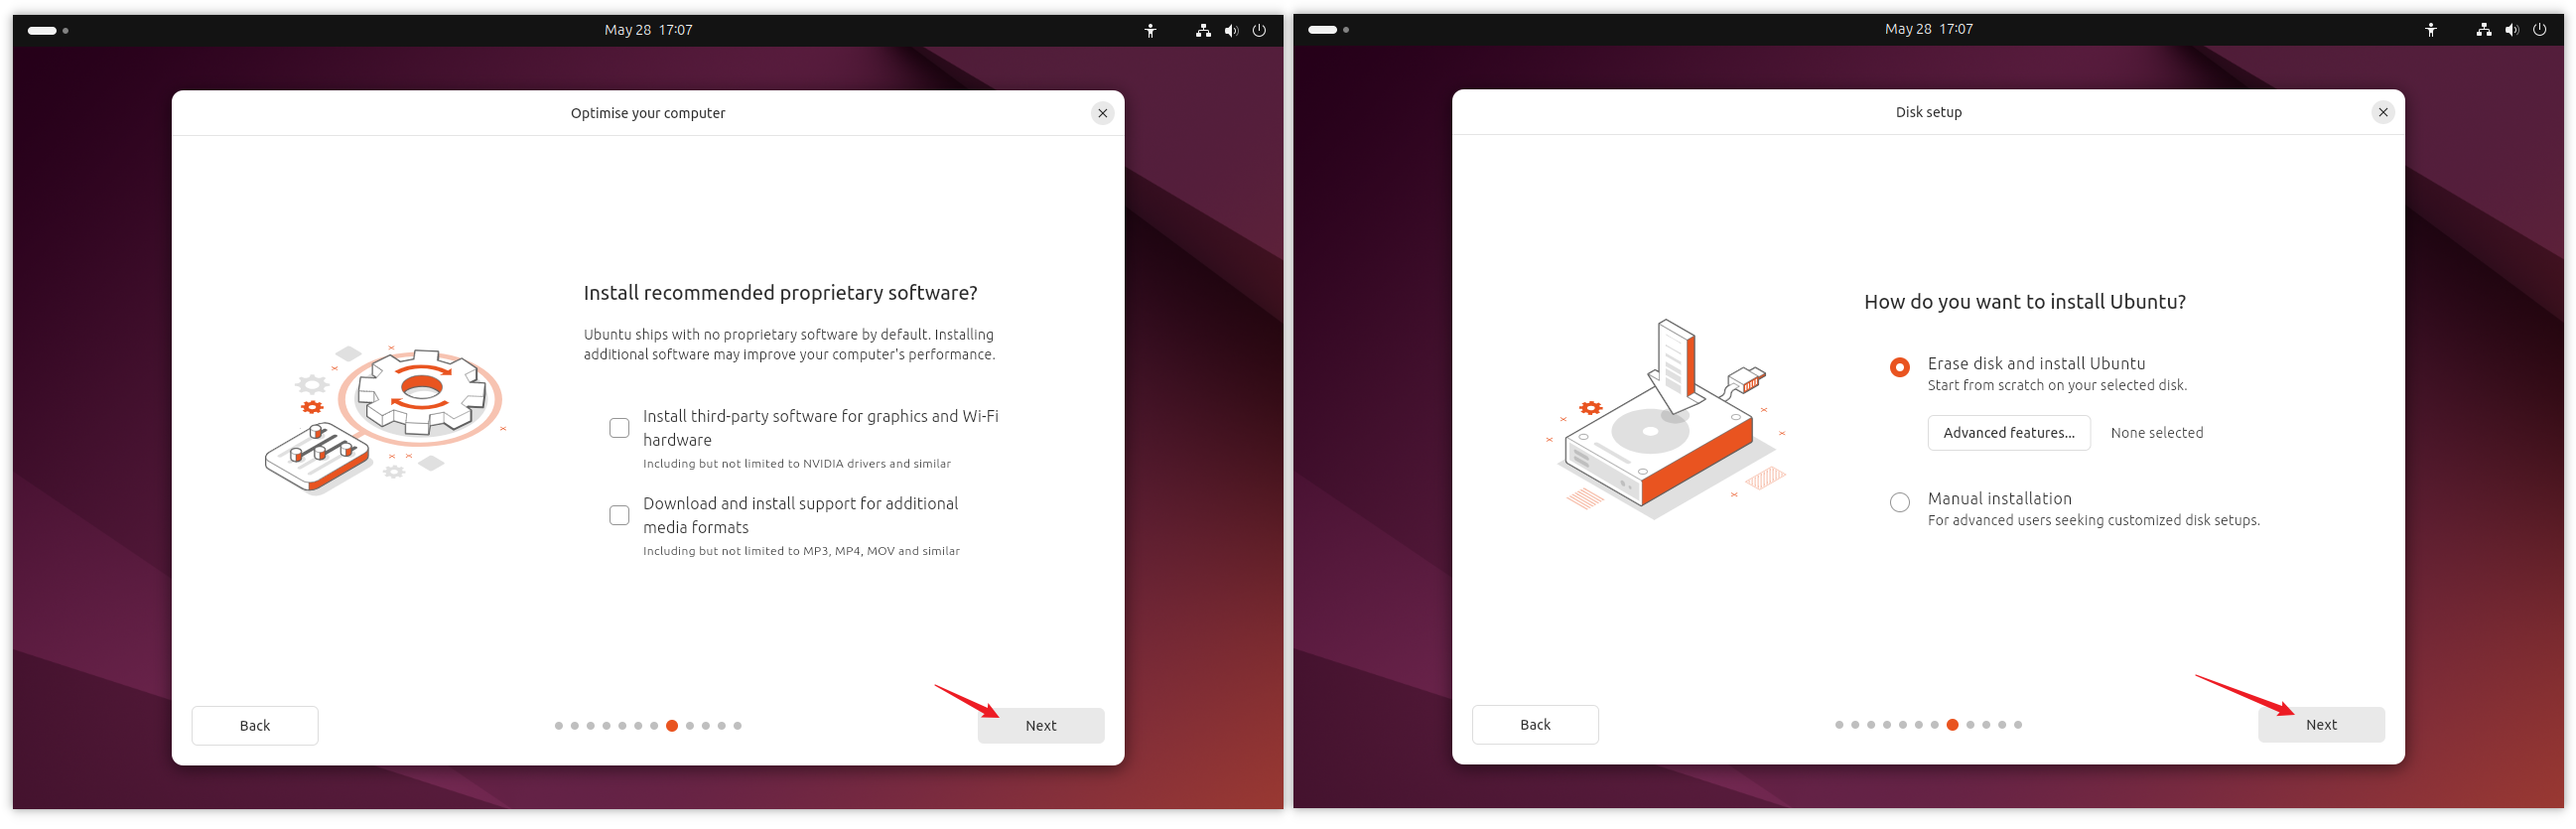 May 28 17:07
Optimise your computer
Install recommended proprietary software?
Ubuntu ships with no proprietary software by default. Installing
additional software may improve your computer's performance.
Install third-party software for graphics and Wi-Fi
hardware
Including but not limited to NVIDIA drivers and similar
Download and install support for additional
media formats
Including but not limited to MP3, MP4, MOV and similar
Back
Next
May 28 17:07
Disk setup
How do you want to install Ubuntu?
Erase disk and install Ubuntu
Start from scratch on your selected disk.
Advanced features... None selected
Manual installation
For advanced users seeking customized disk setups.
Back
Next